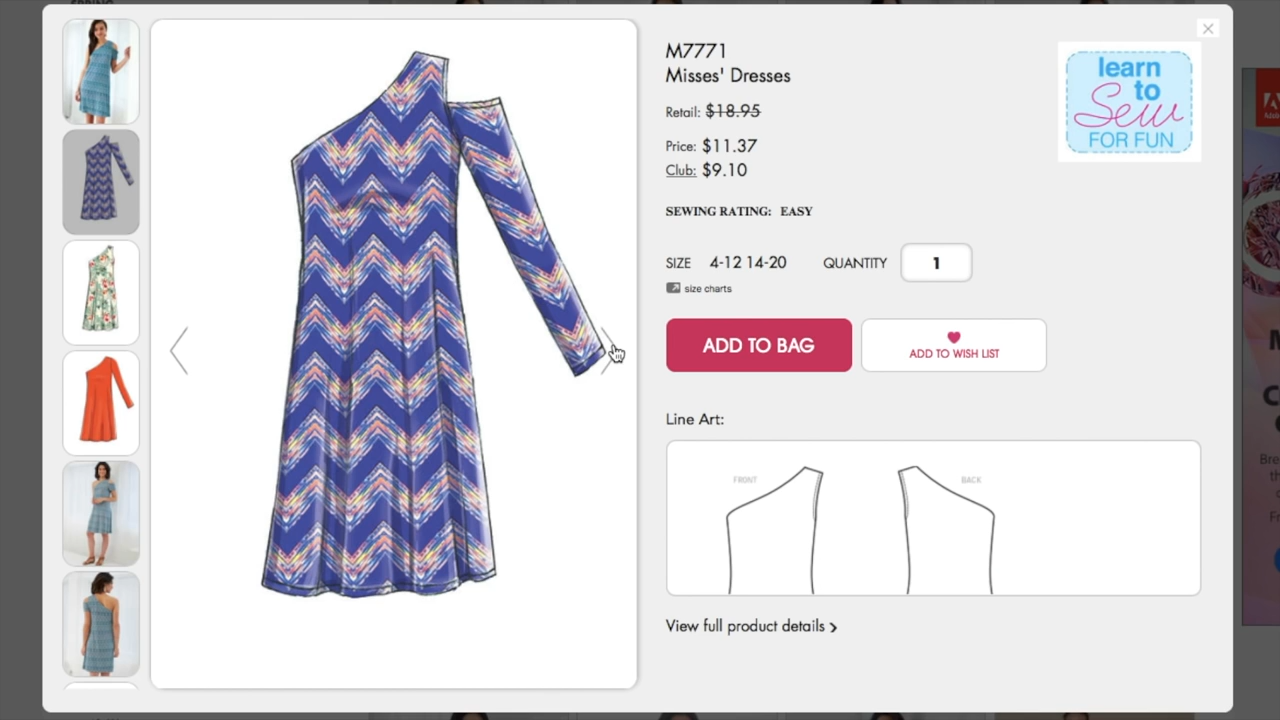 M7771
Misses' Dresses
Retail: $18.95
Price: $11.37
Club: $9.10
SEWING RATING: EASY
SIZE 4-12 14-20 QUANTITY 1
size charts
ADD TO BAG
ADD TO WISH LIST
Line Art:
FRONT
BACK
View full product details
learn
to
Sew
FOR FUN